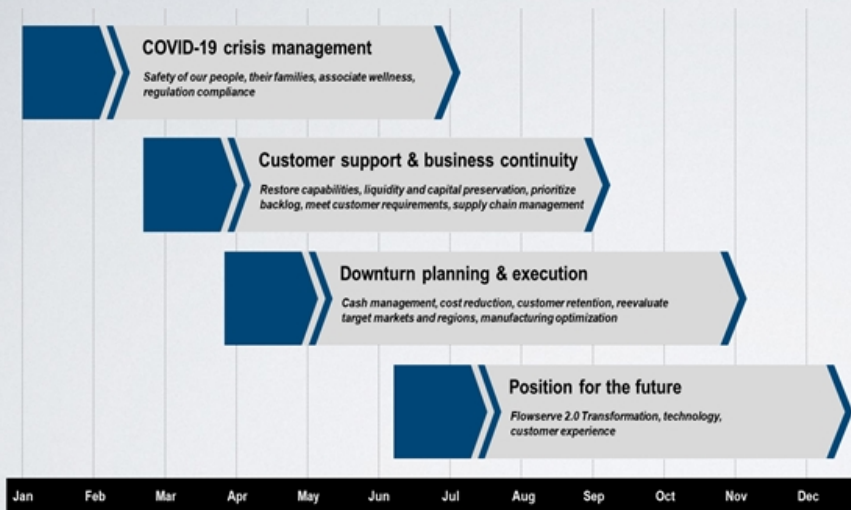 COVID-19 crisis management
Safety of our people, their families, associate wellness,
regulation compliance
Customer support & business continuity
Restore capabilities, liquidity and capital preservation, prioritize
backlog, meet customer requirements, supply chain management
Downturn planning & execution
Cash management, cost reduction, customer retention, reevaluate
target markets and regions, manufacturing optimization
Position for the future
Flowserve 2.0 Transformation, technology,
customer experience
Jan Feb Mar Apr May Jun Jul Aug Sep Oct Nov Dec